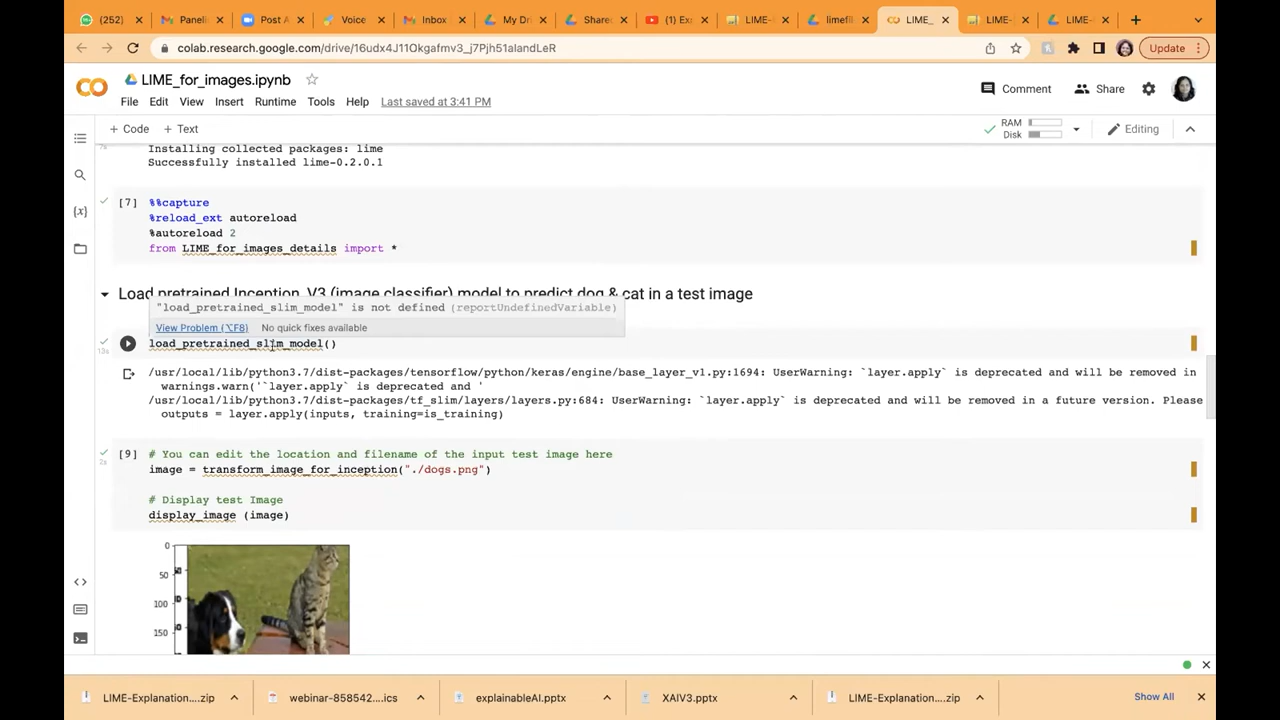 (252)
Paneli
Post A
Voice
Inbox
My Dri
Share
(1) Ex
LIME-
limefil
LIME_
LIME-
LIME-
colab.research.google.com/drive/16udx4J11Okgafmv3_j7Pjh51alandLeR
Update
LIME_for_images.ipynb
File Edit View Insert Runtime Tools Help Last saved at 3:41 PM
Comment Share
+ Code + Text
RAM
Disk
Editing
Installing collected packages: lime
Successfully installed lime-0.2.0.1
[7] %%capture
%reload_ext autoreload
%autoreload 2
from LIME_for_images_details import *
Load pretrained Inception_V3 (image classifier) model to predict dog & cat in a test image
"load_pretrained_slim_model" is not defined (reportUndefinedVariable)
View Problem (⌥F8) No quick fixes available
load_pretrained_slim_model()
13s
/usr/local/lib/python3.7/dist-packages/tensorflow/python/keras/engine/base_layer_v1.py:1694: UserWarning: `layer.apply` is deprecated and will be removed in
warnings.warn('`layer.apply` is deprecated and '
/usr/local/lib/python3.7/dist-packages/tf_slim/layers/layers.py:684: UserWarning: `layer.apply` is deprecated and will be removed in a future version. Please
outputs = layer.apply(inputs, training=is_training)
[9] # You can edit the location and filename of the input test image here
2s
image = transform_image_for_inception("./dogs.png")
# Display test Image
display_image (image)
0
50
100
150
LIME-Explanation....zip
webinar-858542....ics
explainableAI.pptx
XAIV3.pptx
LIME-Explanation....zip
Show All